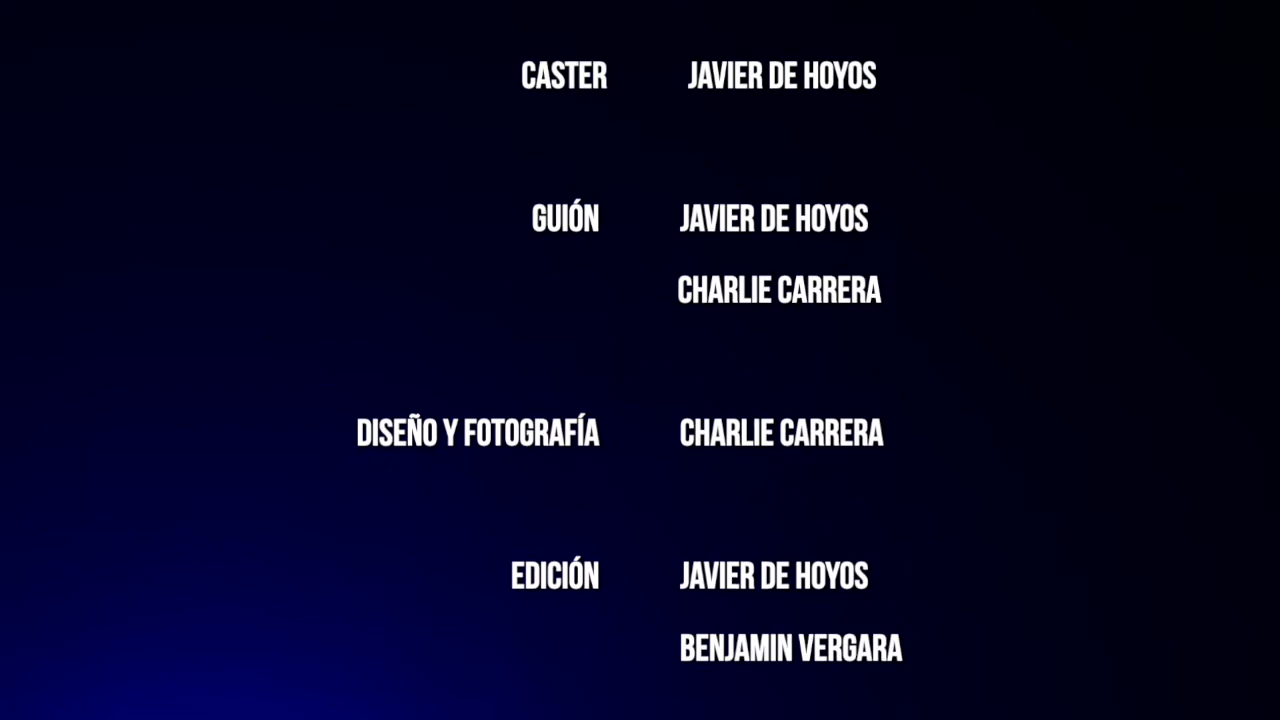 CASTER JAVIER DE HOYOS
GUIÓN JAVIER DE HOYOS
CHARLIE CARRERA
DISEÑO Y FOTOGRAFÍA CHARLIE CARRERA
EDICIÓN JAVIER DE HOYOS
BENJAMIN VERGARA